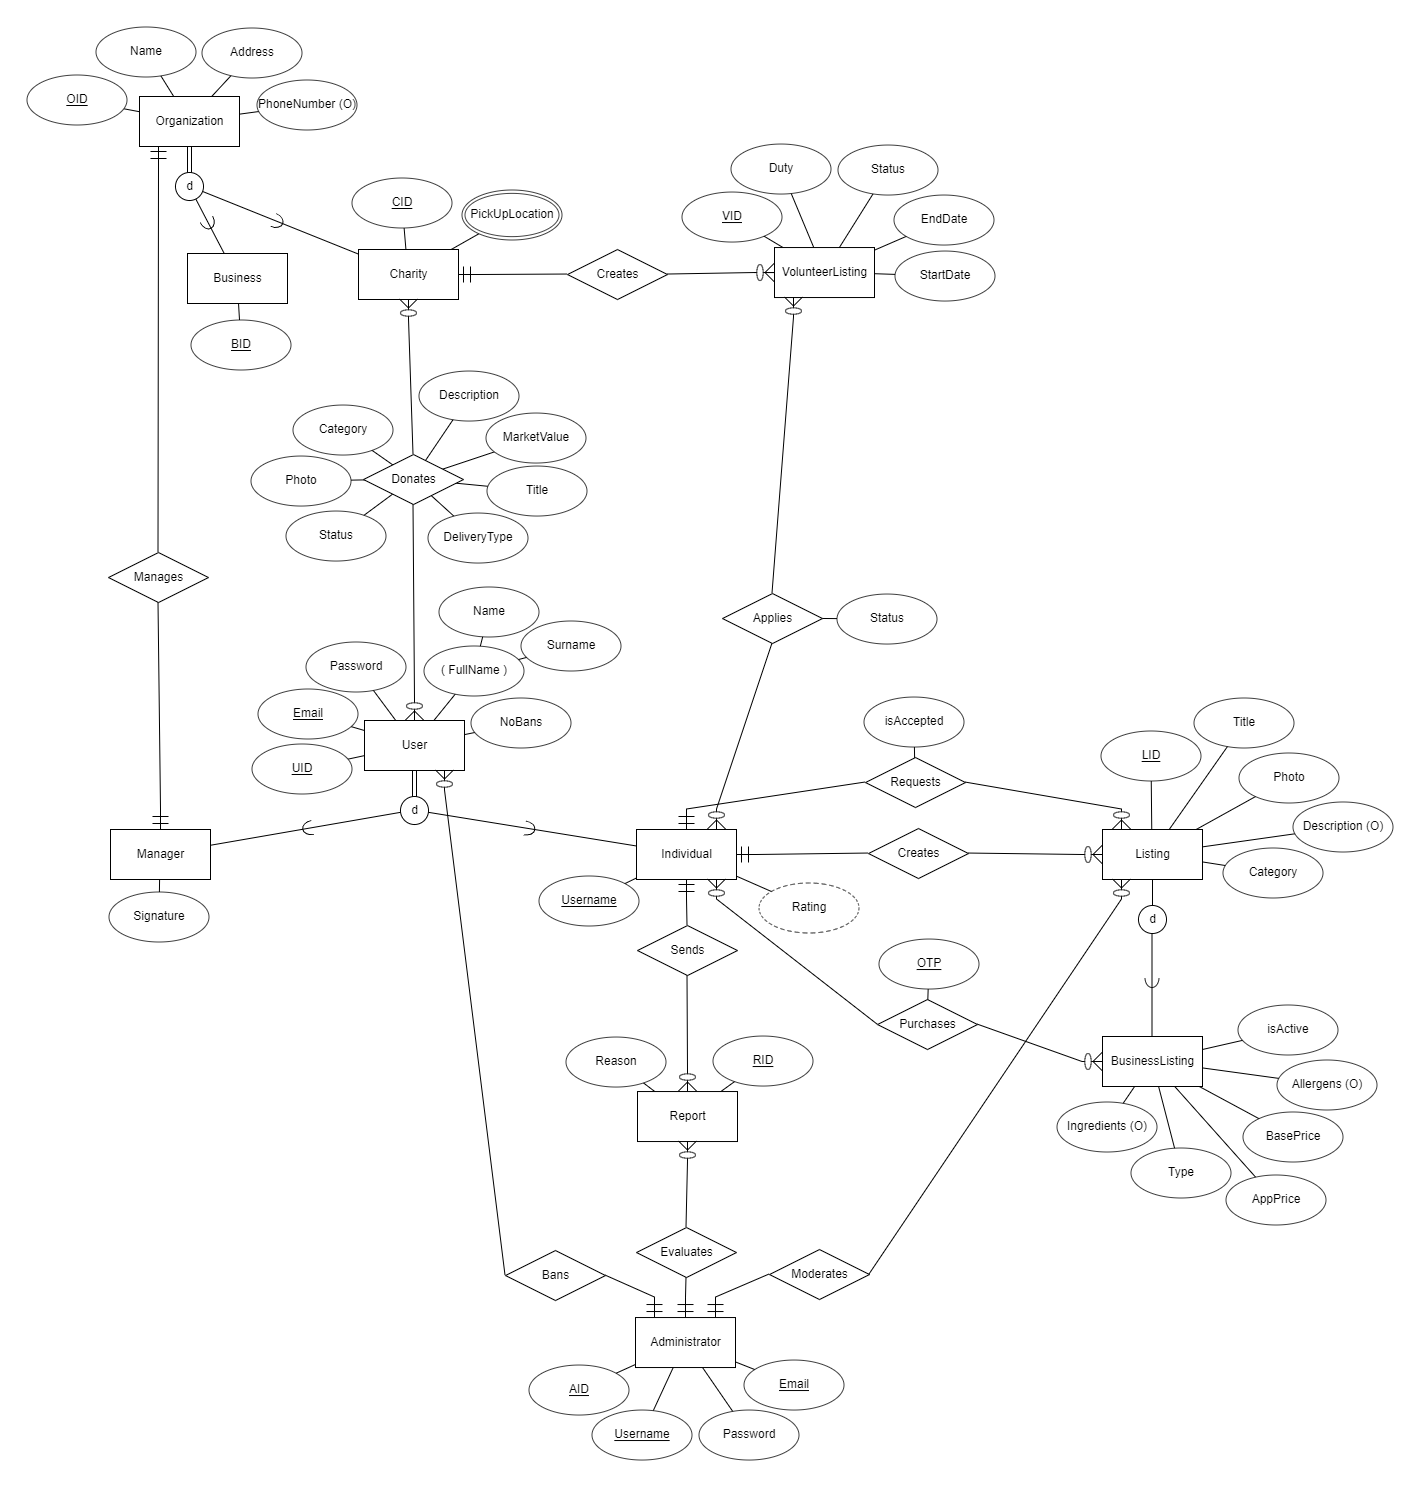 Name
Address
OID
PhoneNumber (O)
Organization
d
Business
BID
CID
PickUpLocation
Charity
Creates
Duty
Status
VID
EndDate
StartDate
VolunteerListing
Description
Category
MarketValue
Photo
Donates
Title
Status
DeliveryType
Manages
Name
Surname
Password
( FullName )
Email
NoBans
User
UID
d
Applies
Status
isAccepted
Requests
Title
LID
Photo
Description (O)
Category
Manager
Signature
Individual
Creates
Listing
Username
Rating
d
Sends
OTP
Purchases
Reason
RID
Report
isActive
BusinessListing
Allergens (O)
Ingredients (O)
BasePrice
Type
AppPrice
Evaluates
Bans
Moderates
Administrator
AID
Email
Username
Password